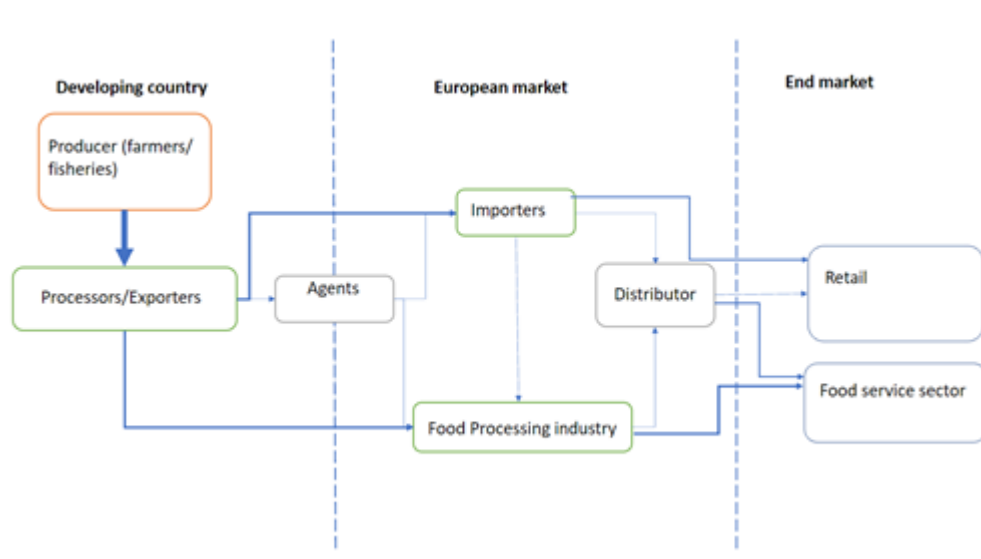 Developing country
European market
End market
Producer (farmers/
fisheries)
Importers
Processors/Exporters
Agents
Distributor
Retail
Food Processing industry
Food service sector